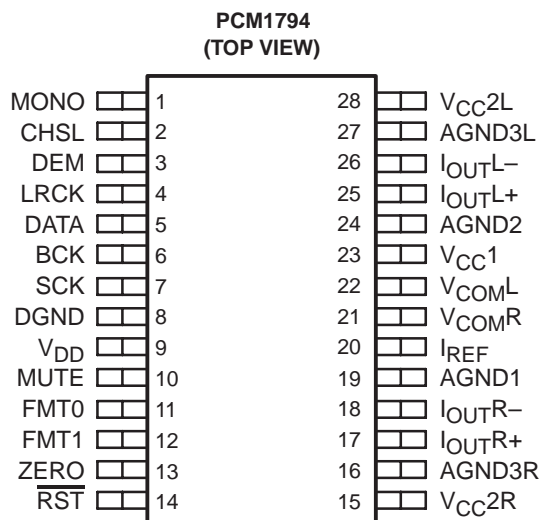 PCM1794
(TOP VIEW)
MONO 1 28 VCC2L
CHSL 2 27 AGND3L
DEM 3 26 IOUTL–
LRCK 4 25 IOUTL+
DATA 5 24 AGND2
BCK 6 23 VCC1
SCK 7 22 VCOML
DGND 8 21 VCOMR
VDD 9 20 IREF
MUTE 10 19 AGND1
FMT0 11 18 IOUTR–
FMT1 12 17 IOUTR+
ZERO 13 16 AGND3R
RST 14 15 VCC2R